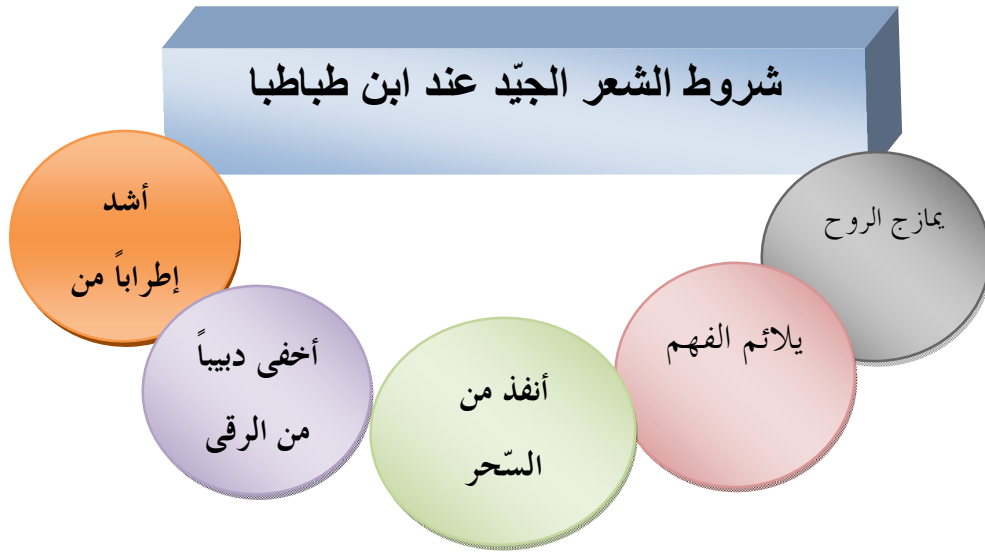 شروط الشعر الجيّد عند ابن طباطبا
يمازج الروح
يلائم الفهم
أنفذ من
السّحر
أخفى دبيباً
من الرقى
أشد
إطراباً من